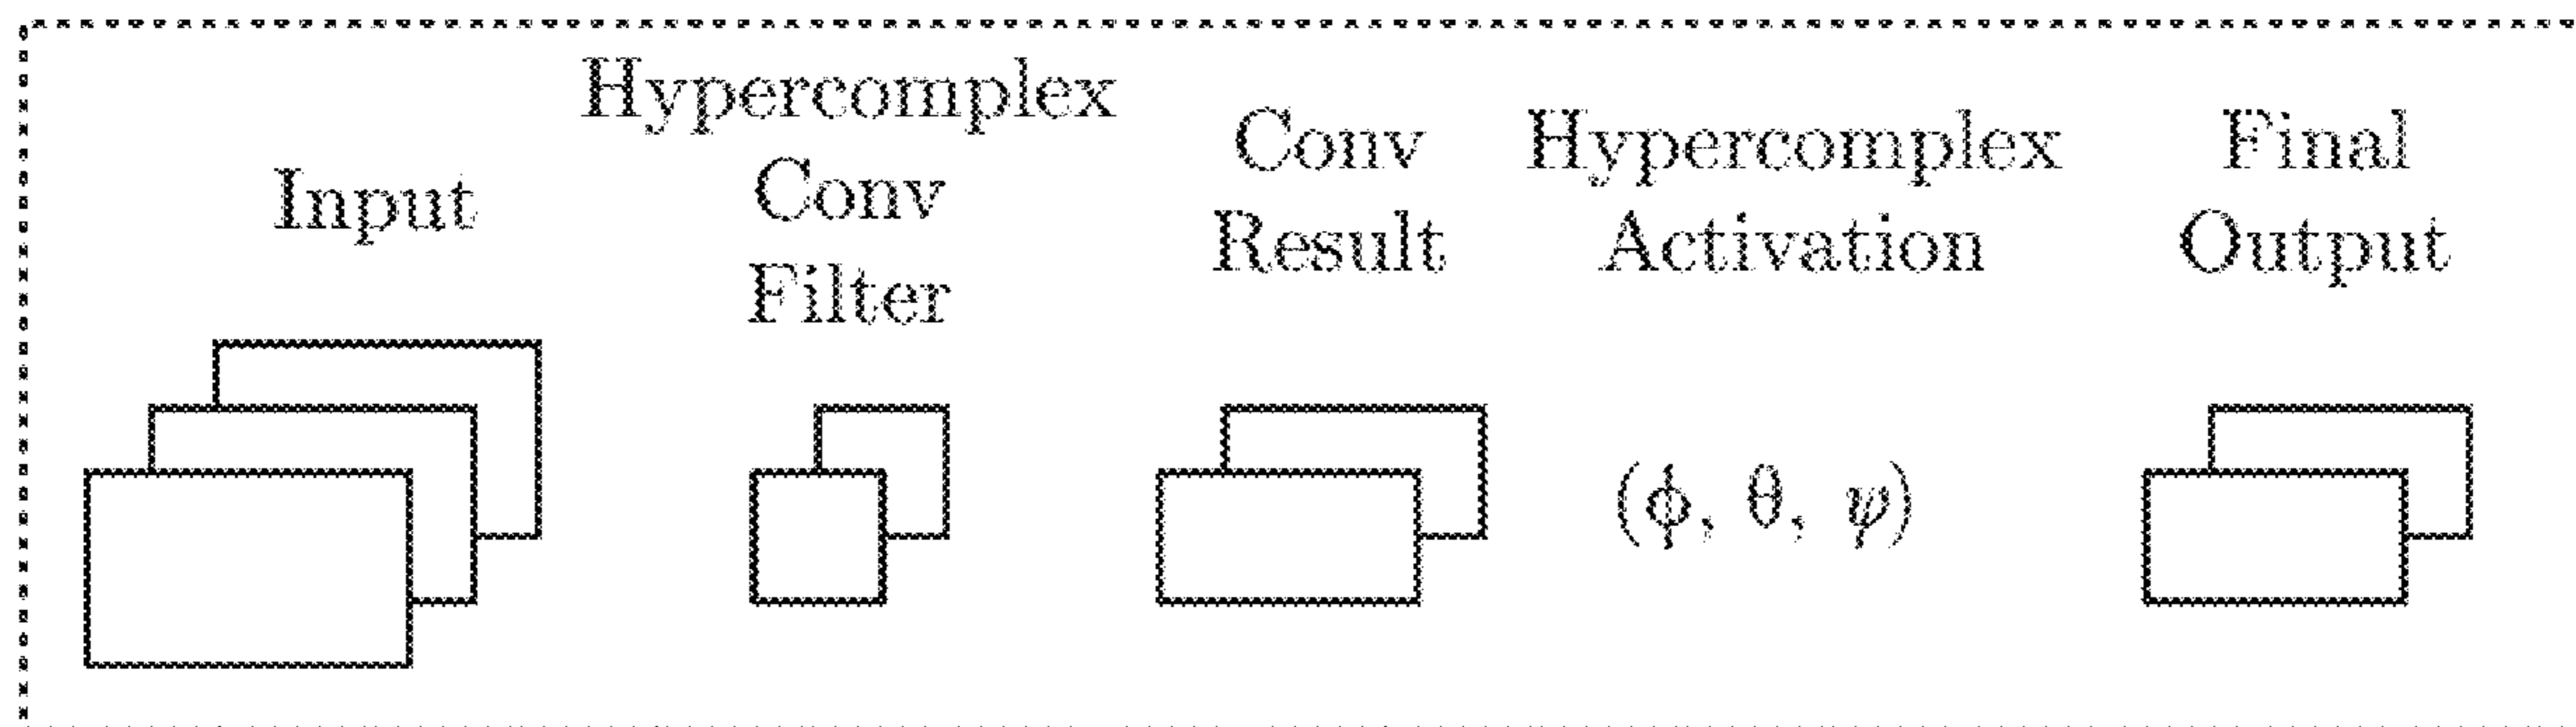 Input
Hypercomplex
Conv
Filter
Conv
Result
Hypercomplex
Activation
Final
Output
(ϕ, θ, ψ)